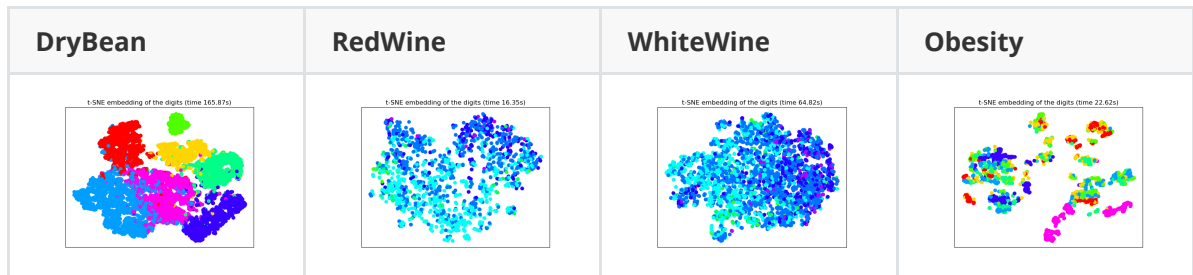 DryBean RedWine WhiteWine Obesity
t-SNE embedding of the digits (time 165.87s) t-SNE embedding of the digits (time 16.35s) t-SNE embedding of the digits (time 64.82s) t-SNE embedding of the digits (time 22.62s)